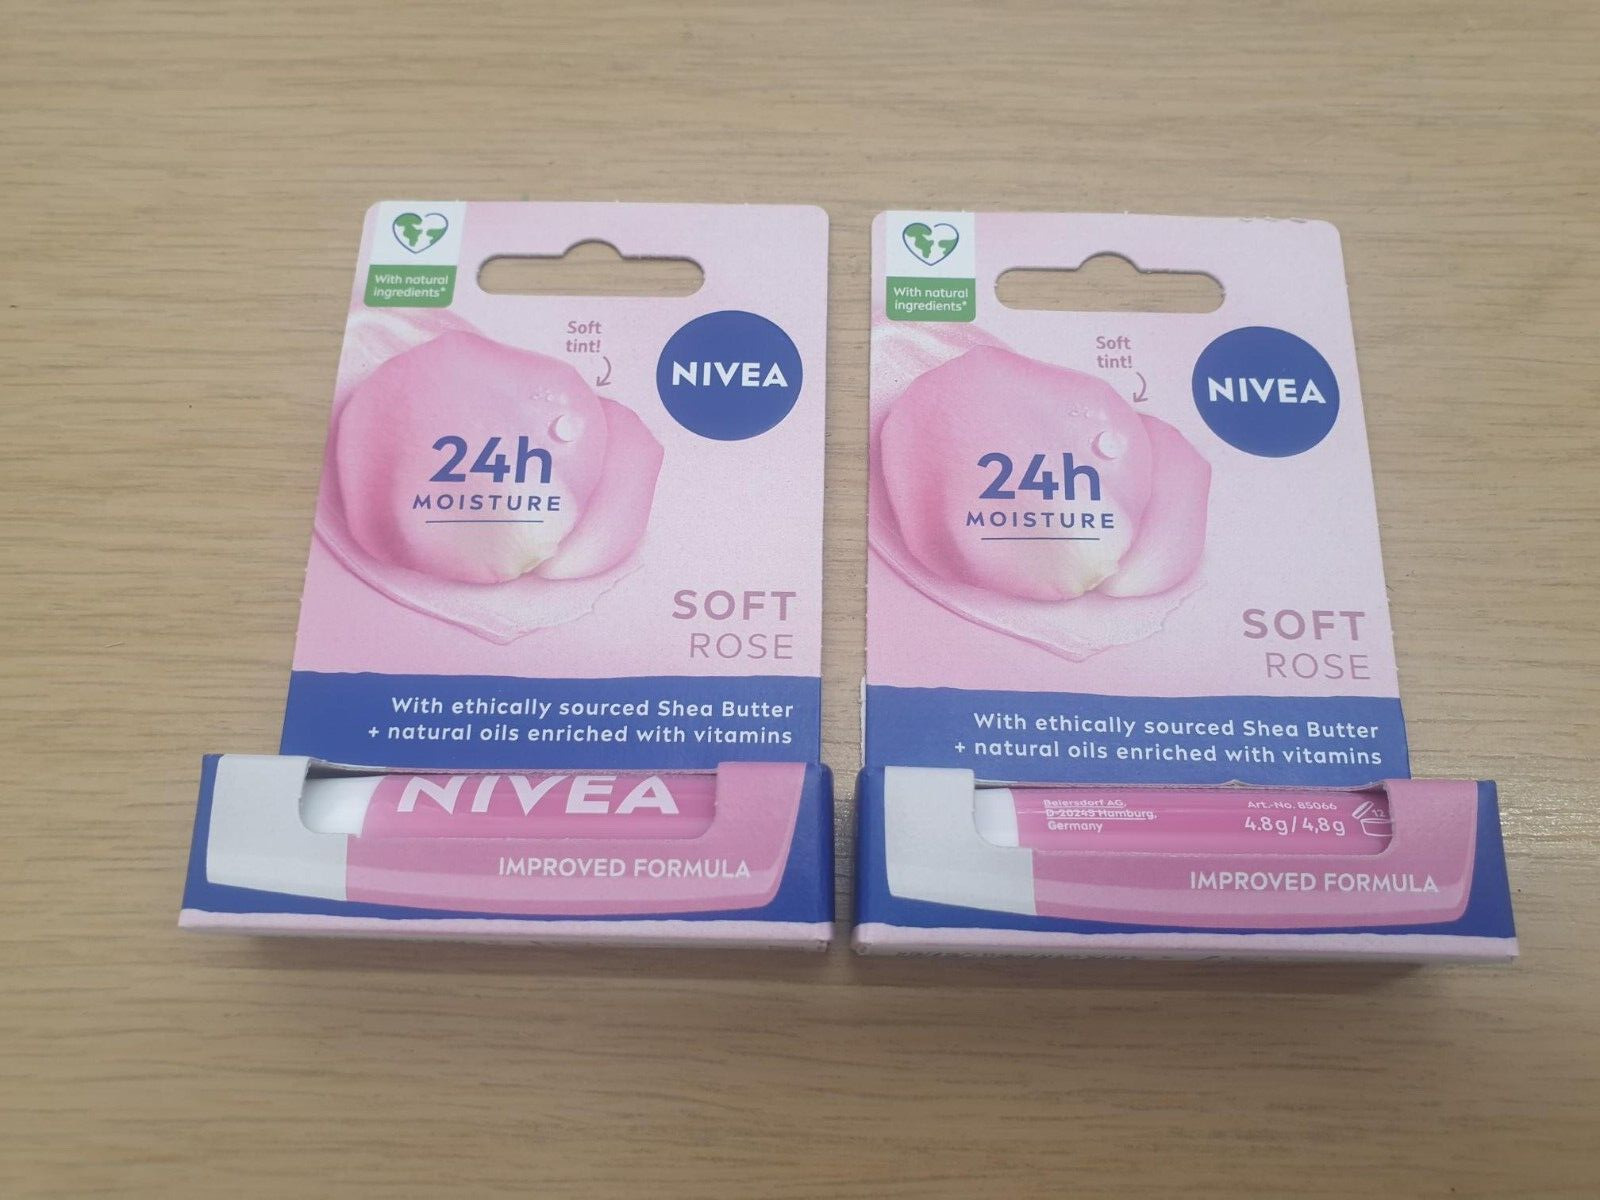 With natural
ingredients*
Soft
tint!
NIVEA
24h
MOISTURE
SOFT
ROSE
With ethically sourced Shea Butter
+ natural oils enriched with vitamins
NIVEA
IMPROVED FORMULA
With natural
ingredients*
Soft
tint!
NIVEA
24h
MOISTURE
SOFT
ROSE
With ethically sourced Shea Butter
+ natural oils enriched with vitamins
Beiersdorf AG,
D-20245 Hamburg,
Germany
Art.-No. 85066
4.8g/4,8g
12
IMPROVED FORMULA